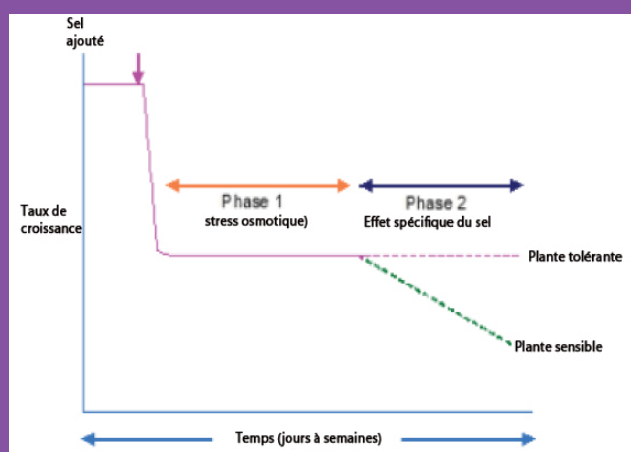 Sel
ajouté
Phase 1
stress osmotique)
Phase 2
Effet spécifique du sel
Taux de
croissance
Plante tolérante
Plante sensible
Temps (jours à semaines)